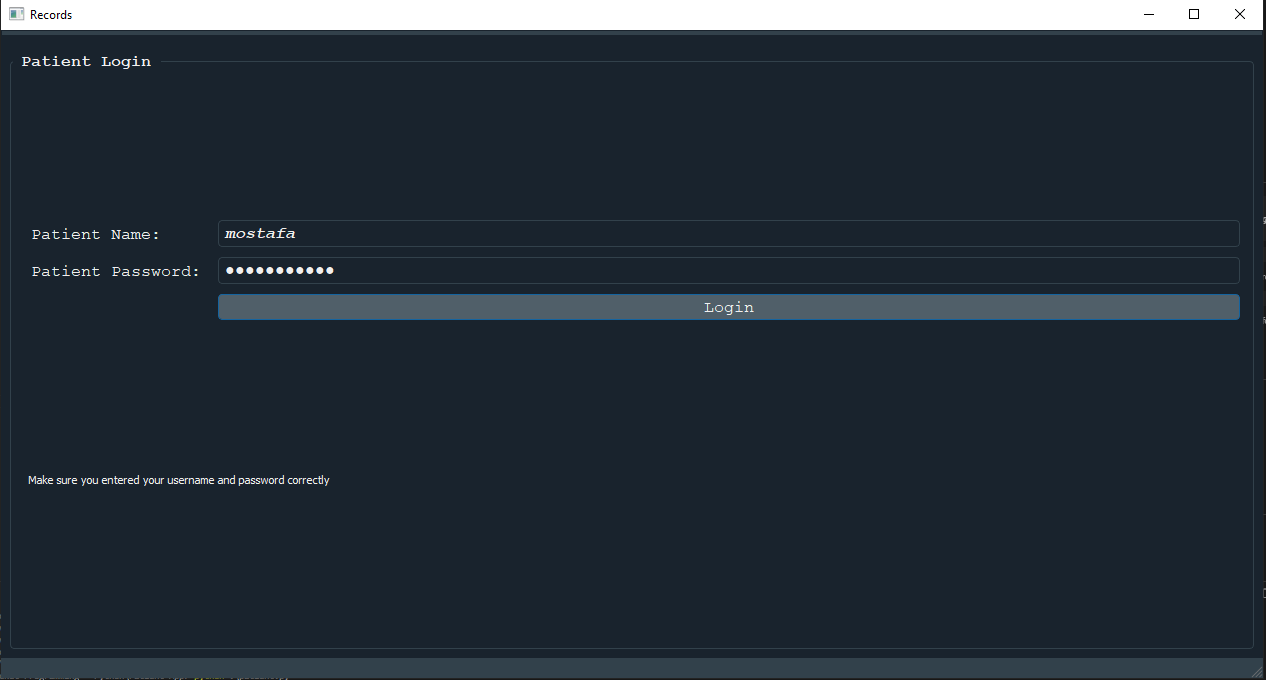 Records
Patient Login
Patient Name: mostafa
Patient Password: ●●●●●●●●●●●
Login
Make sure you entered your username and password correctly